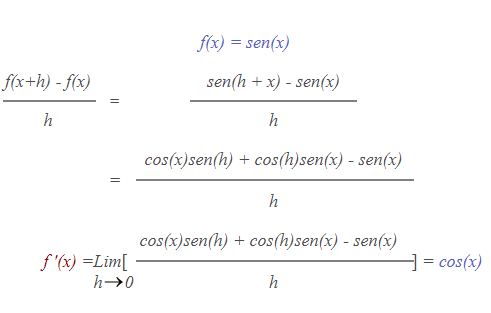 f(x) = sen(x)
f(x+h) - f(x) sen(h + x) - sen(x)
=
h h
cos(x)sen(h) + cos(h)sen(x) - sen(x)
=
h
cos(x)sen(h) + cos(h)sen(x) - sen(x)
f '(x) =Lim[ ] = cos(x)
h→0 h